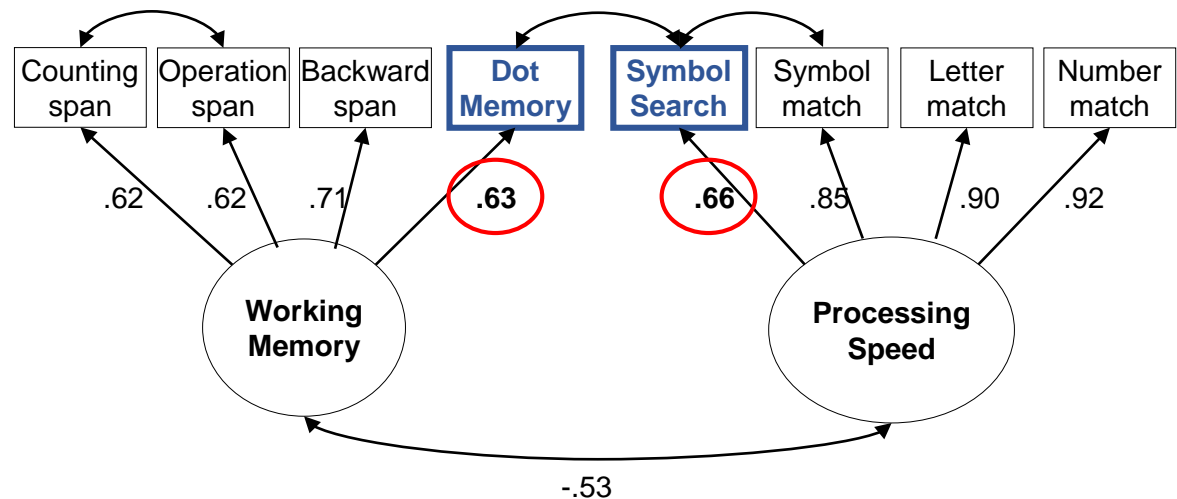 Counting
span
Operation
span
Backward
span
Dot
Memory
Symbol
Search
Symbol
match
Letter
match
Number
match
.62
.62
.71
.63
.66
.85
.90
.92
Working
Memory
Processing
Speed
-.53